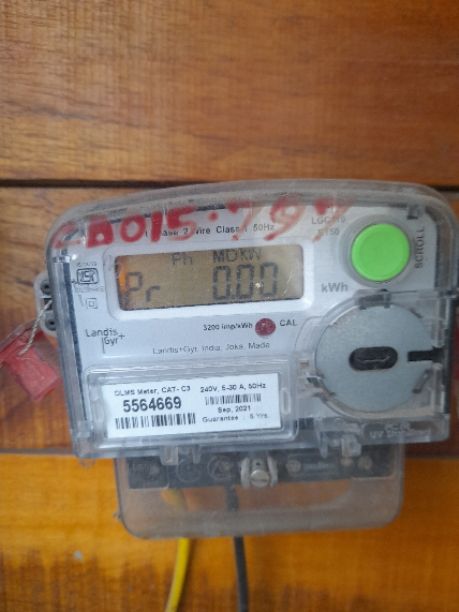 CB015-797
Phase 2 Wire Class 1 50Hz
Ph MDKW
Pr 0.00
kWh
SCROLL
3200 imp/kWh CAL
Landis
Gyr+
Landis+Gyr, India, Joka, Made
DLMS Meter, CAT- C3 240V, 5-30 A, 50Hz
5564669
Sep, 2021
Guarantee : 5 Yrs.